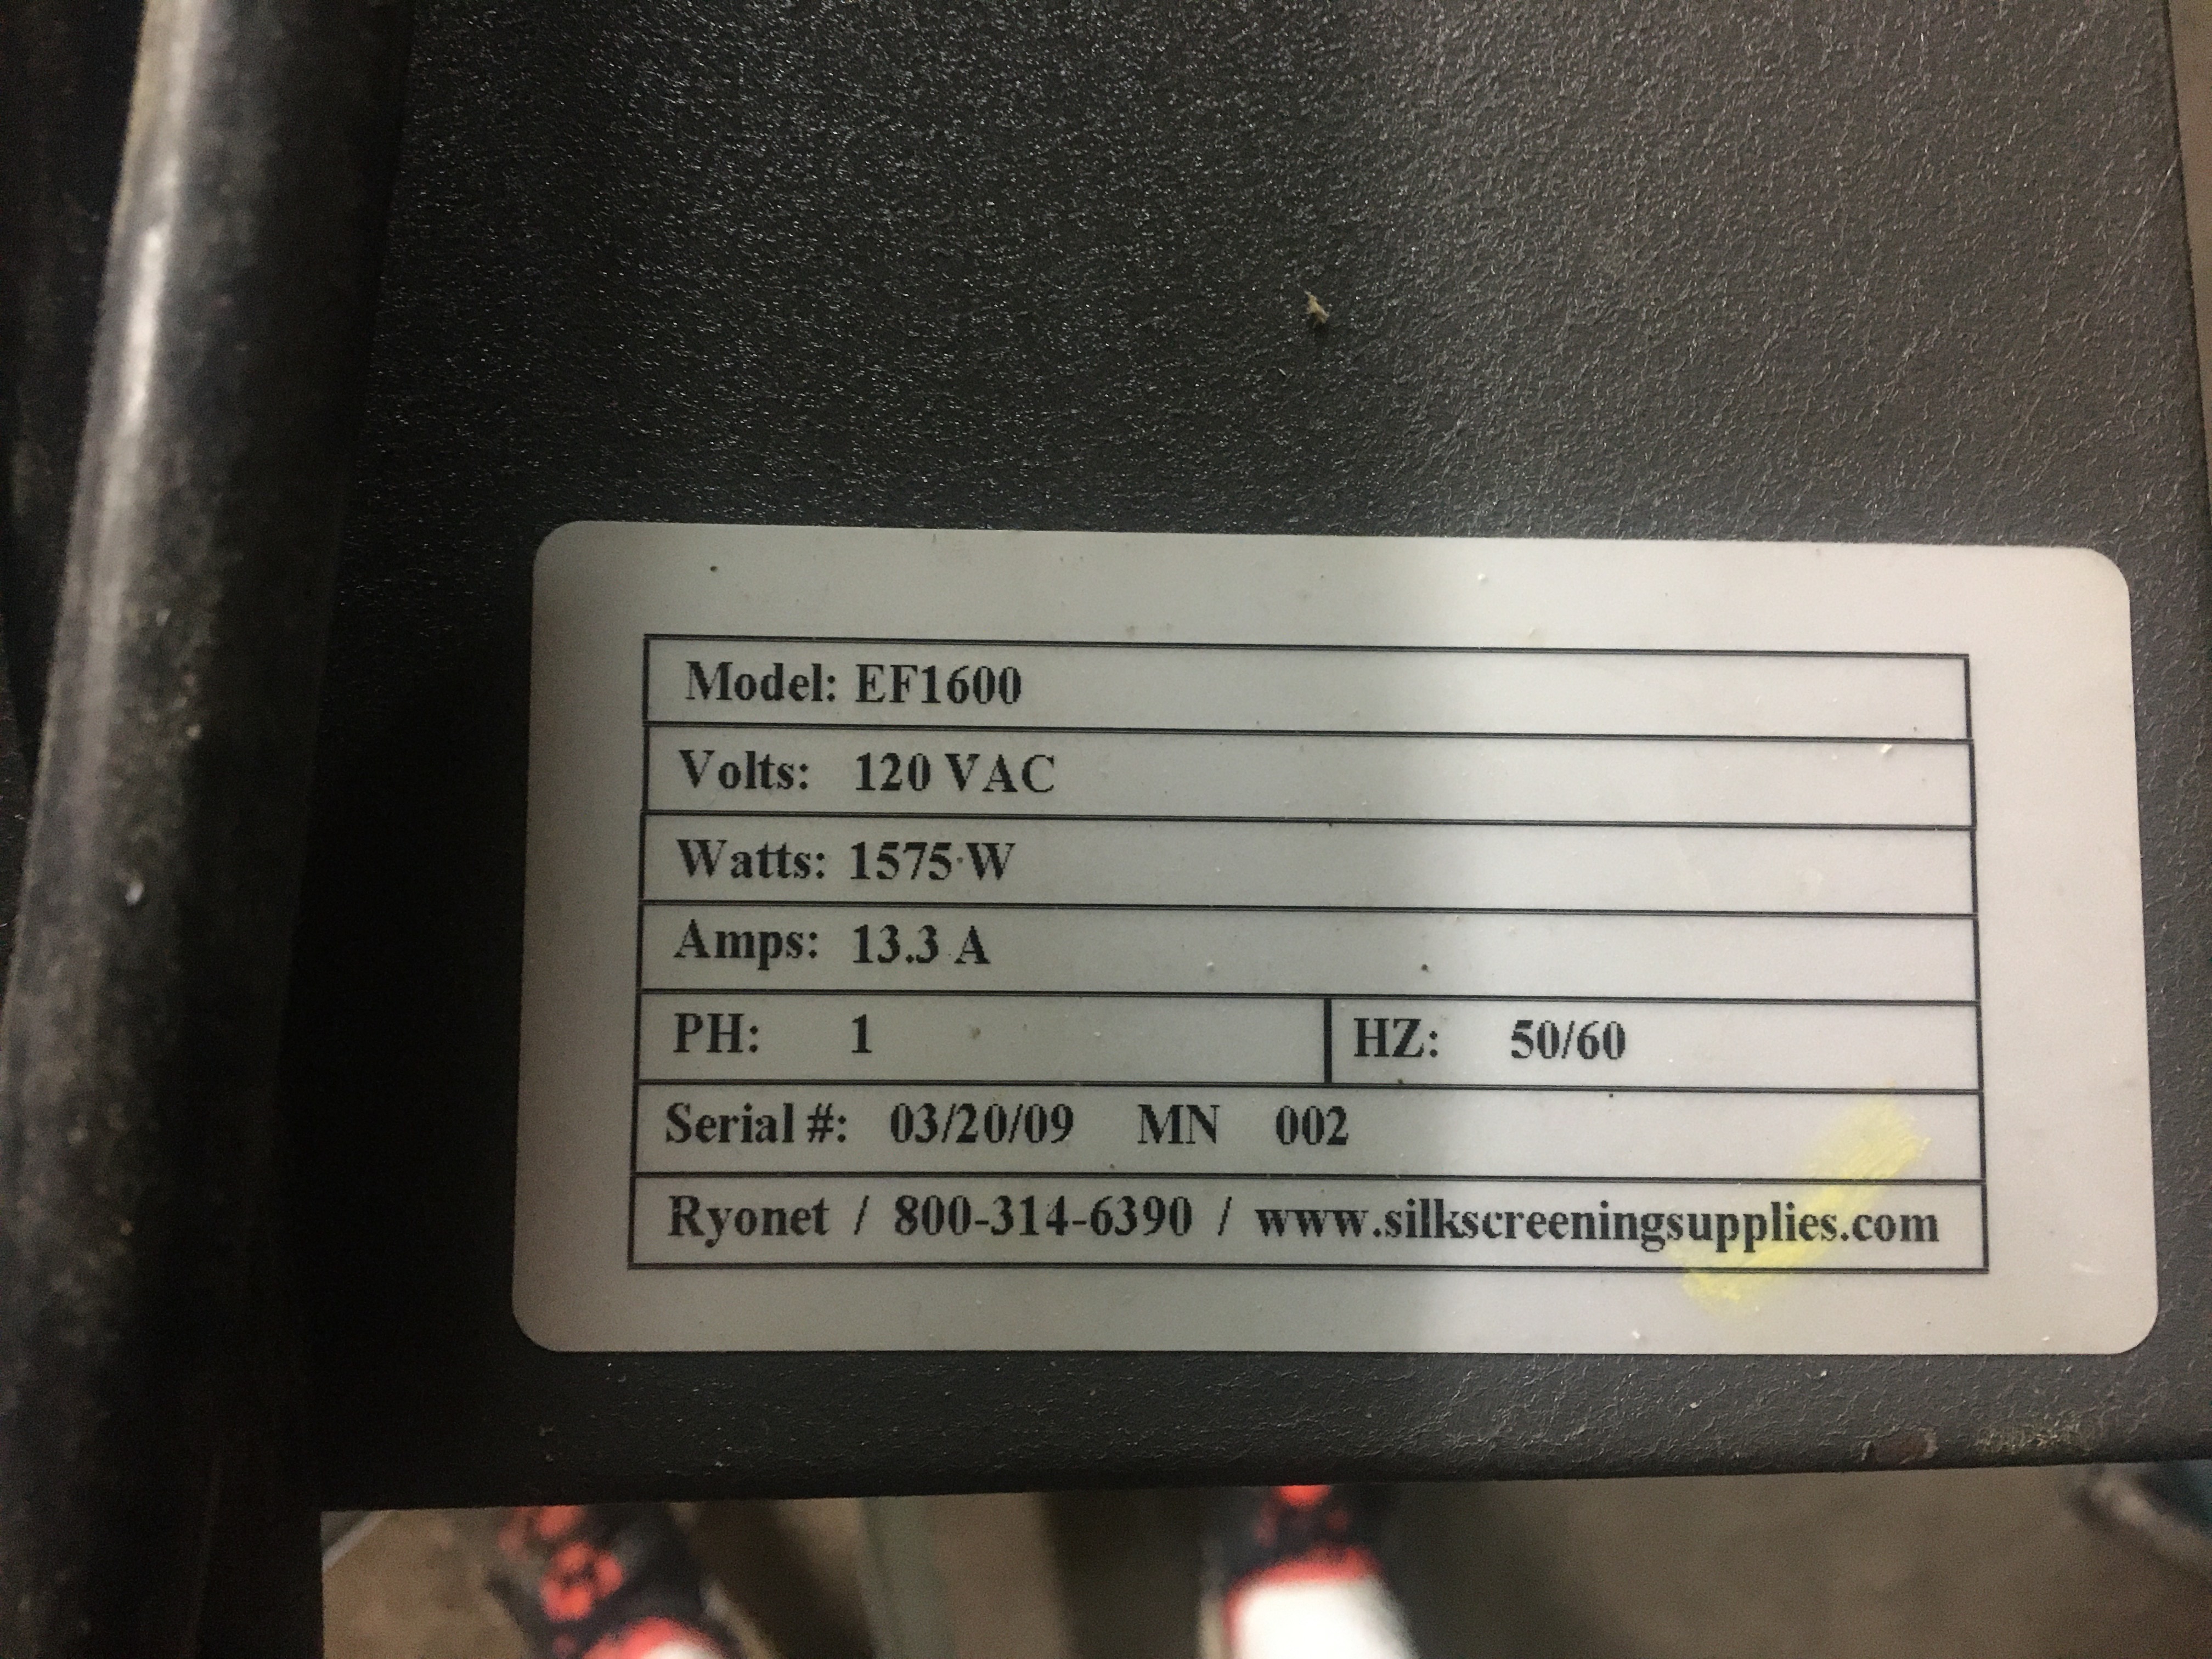 Model: EF1600
Volts: 120 VAC
Watts: 1575 W
Amps: 13.3 A
PH: 1 HZ: 50/60
Serial #: 03/20/09 MN 002
Ryonet / 800-314-6390 / www.silkscreeningsupplies.com